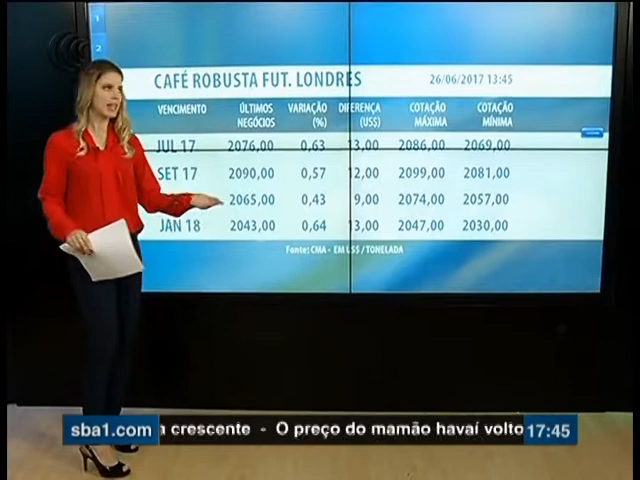 1
2
CAFÉ ROBUSTA FUT. LONDRES 26/06/2017 13:45
VENCIMENTO ÚLTIMOS NEGÓCIOS VARIAÇÃO (%) DIFERENÇA (US$) COTAÇÃO MÁXIMA COTAÇÃO MÍNIMA
JUL 17 2076,00 0,63 13,00 2086,00 2069,00
SET 17 2090,00 0,57 12,00 2099,00 2081,00
2065,00 0,43 9,00 2074,00 2057,00
JAN 18 2043,00 0,64 13,00 2047,00 2030,00
Fonte: CMA - EM US$ / TONELADA
sba1.com a crescente - O preço do mamão havaí volto 17:45